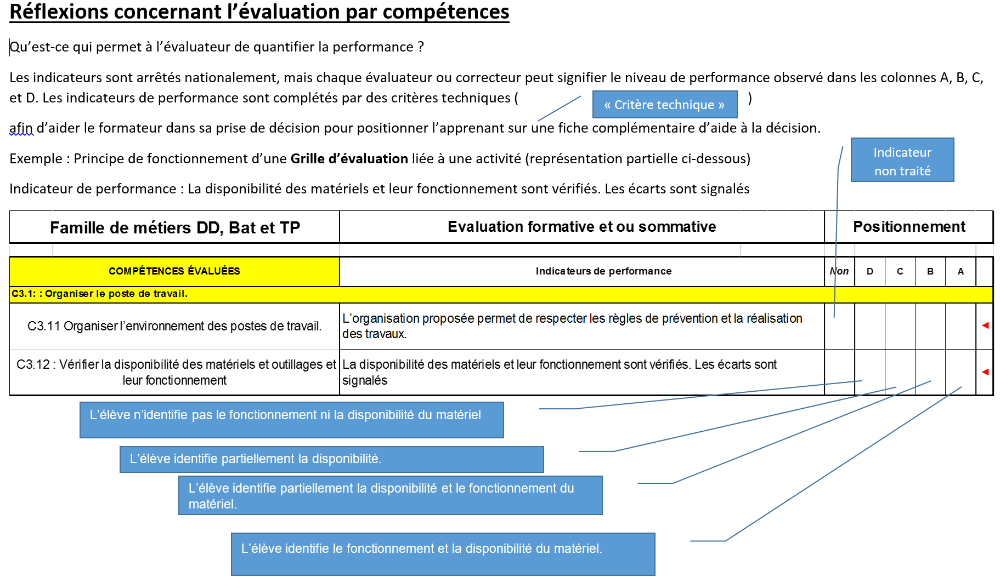 Réflexions concernant l’évaluation par compétences
Qu’est-ce qui permet à l’évaluateur de quantifier la performance ?
Les indicateurs sont arrêtés nationalement, mais chaque évaluateur ou correcteur peut signifier le niveau de performance observé dans les colonnes A, B, C,
et D. Les indicateurs de performance sont complétés par des critères techniques ( « Critère technique » )
afin d’aider le formateur dans sa prise de décision pour positionner l’apprenant sur une fiche complémentaire d’aide à la décision.
Indicateur
non traité
Exemple : Principe de fonctionnement d’une Grille d’évaluation liée à une activité (représentation partielle ci-dessous)
Indicateur de performance : La disponibilité des matériels et leur fonctionnement sont vérifiés. Les écarts sont signalés
Famille de métiers DD, Bat et TP
Evaluation formative et ou sommative
Positionnement
COMPÉTENCES ÉVALUÉES
Indicateurs de performance
Non
D
C
B
A
C3.1: : Organiser le poste de travail.
C3.11 Organiser l’environnement des postes de travail.
L’organisation proposée permet de respecter les règles de prévention et la réalisation
des travaux.
C3.12 : Vérifier la disponibilité des matériels et outillages et
leur fonctionnement
La disponibilité des matériels et leur fonctionnement sont vérifiés. Les écarts sont
signalés
L’élève n’identifie pas le fonctionnement ni la disponibilité du matériel
L’élève identifie partiellement la disponibilité.
L’élève identifie partiellement la disponibilité et le fonctionnement du
matériel.
L’élève identifie le fonctionnement et la disponibilité du matériel.